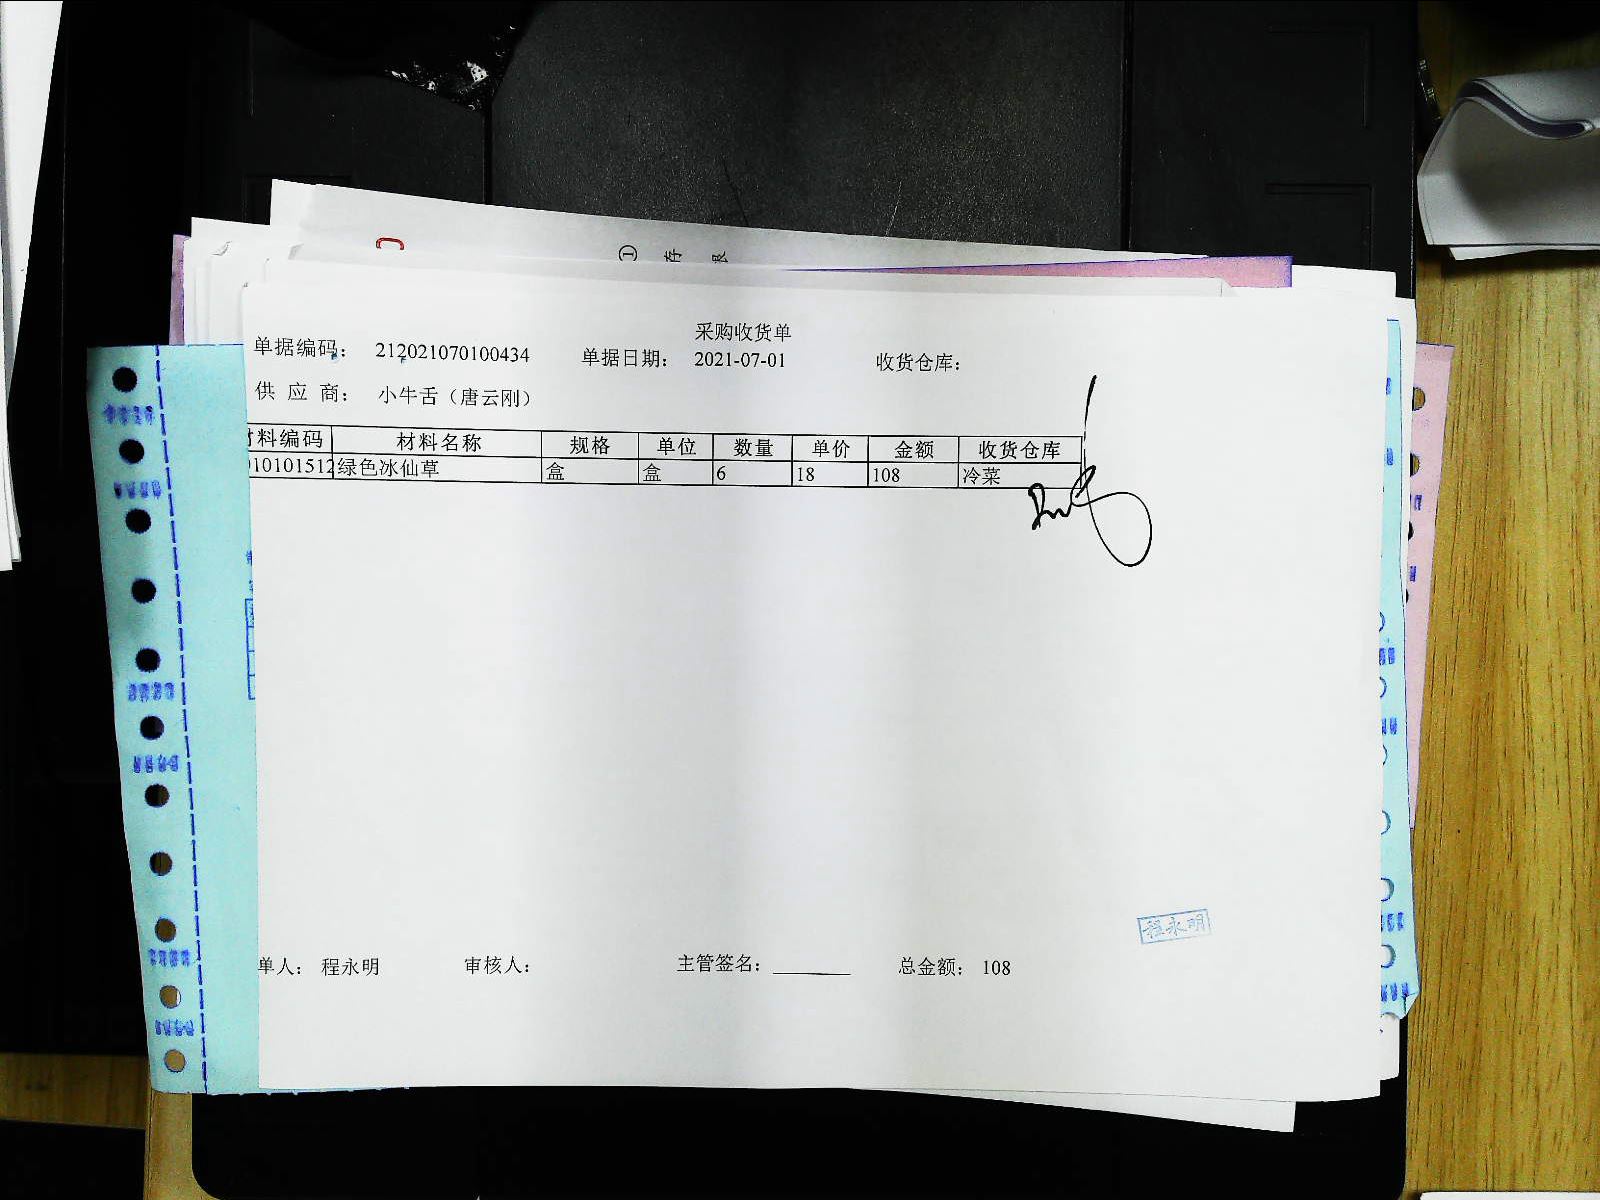 ① 存 根
采购收货单
单据编码： 212021070100434 单据日期： 2021-07-01 收货仓库：
供 应 商： 小牛舌（唐云刚）
材料编码 材料名称 规格 单位 数量 单价 金额 收货仓库
010101512 绿色冰仙草 盒 盒 6 18 108 冷菜
程永明
单人： 程永明 审核人： 主管签名： 总金额： 108